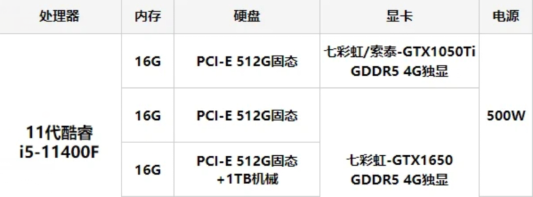 处理器 内存 硬盘 显卡 电源
16G PCI-E 512G固态 七彩虹/索泰-GTX1050Ti
GDDR5 4G独显
11代酷睿
i5-11400F
16G PCI-E 512G固态
500W
16G PCI-E 512G固态
+1TB机械
七彩虹-GTX1650
GDDR5 4G独显